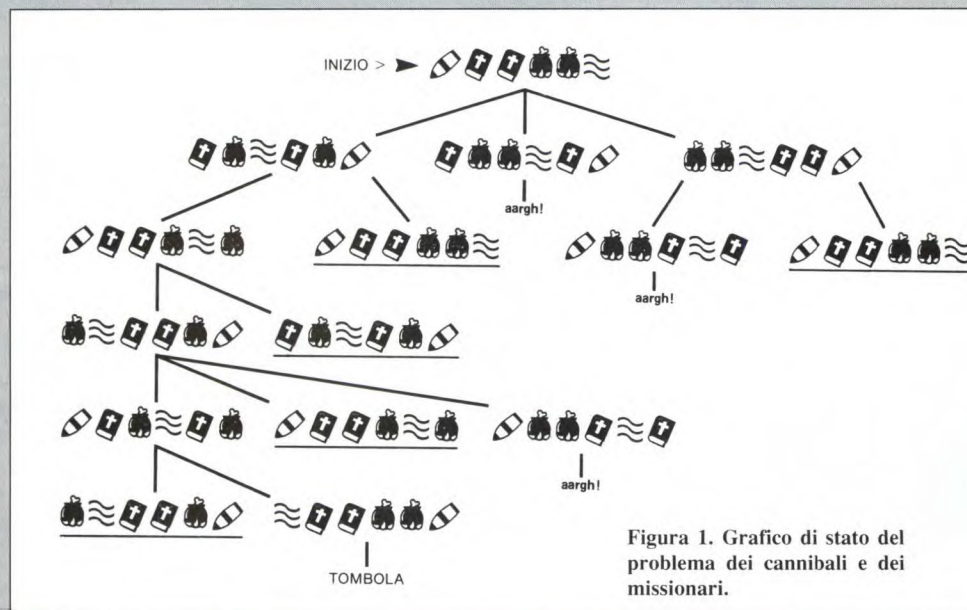 INIZIO >
aargh!
aargh!
aargh!
TOMBOLA
Figura 1. Grafico di stato del
problema dei cannibali e dei
missionari.